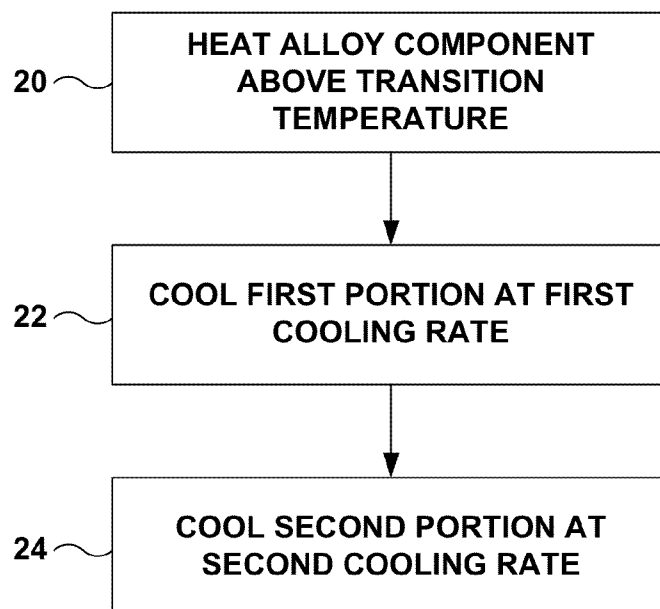 20
HEAT ALLOY COMPONENT
ABOVE TRANSITION
TEMPERATURE
22
COOL FIRST PORTION AT FIRST
COOLING RATE
24
COOL SECOND PORTION AT
SECOND COOLING RATE